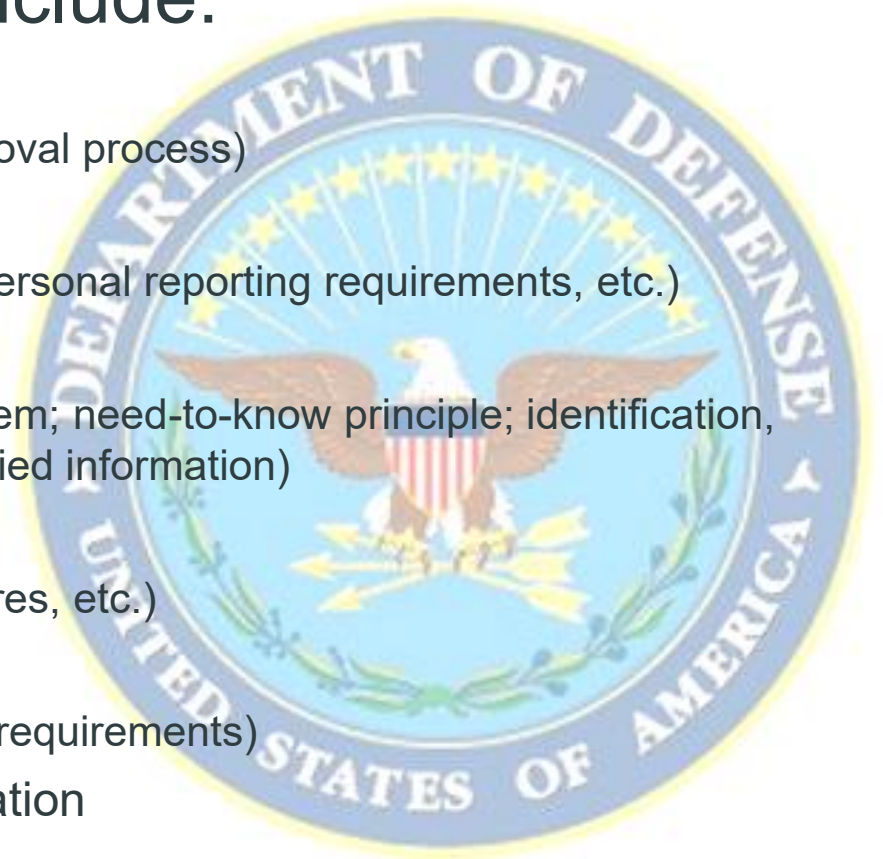 nclude:
oval process)
ersonal reporting requirements, etc.)
em; need-to-know principle; identification,
ied information)
res, etc.)
requirements)
ation
DEPARTMENT OF DEFENSE
UNITED STATES OF AMERICA